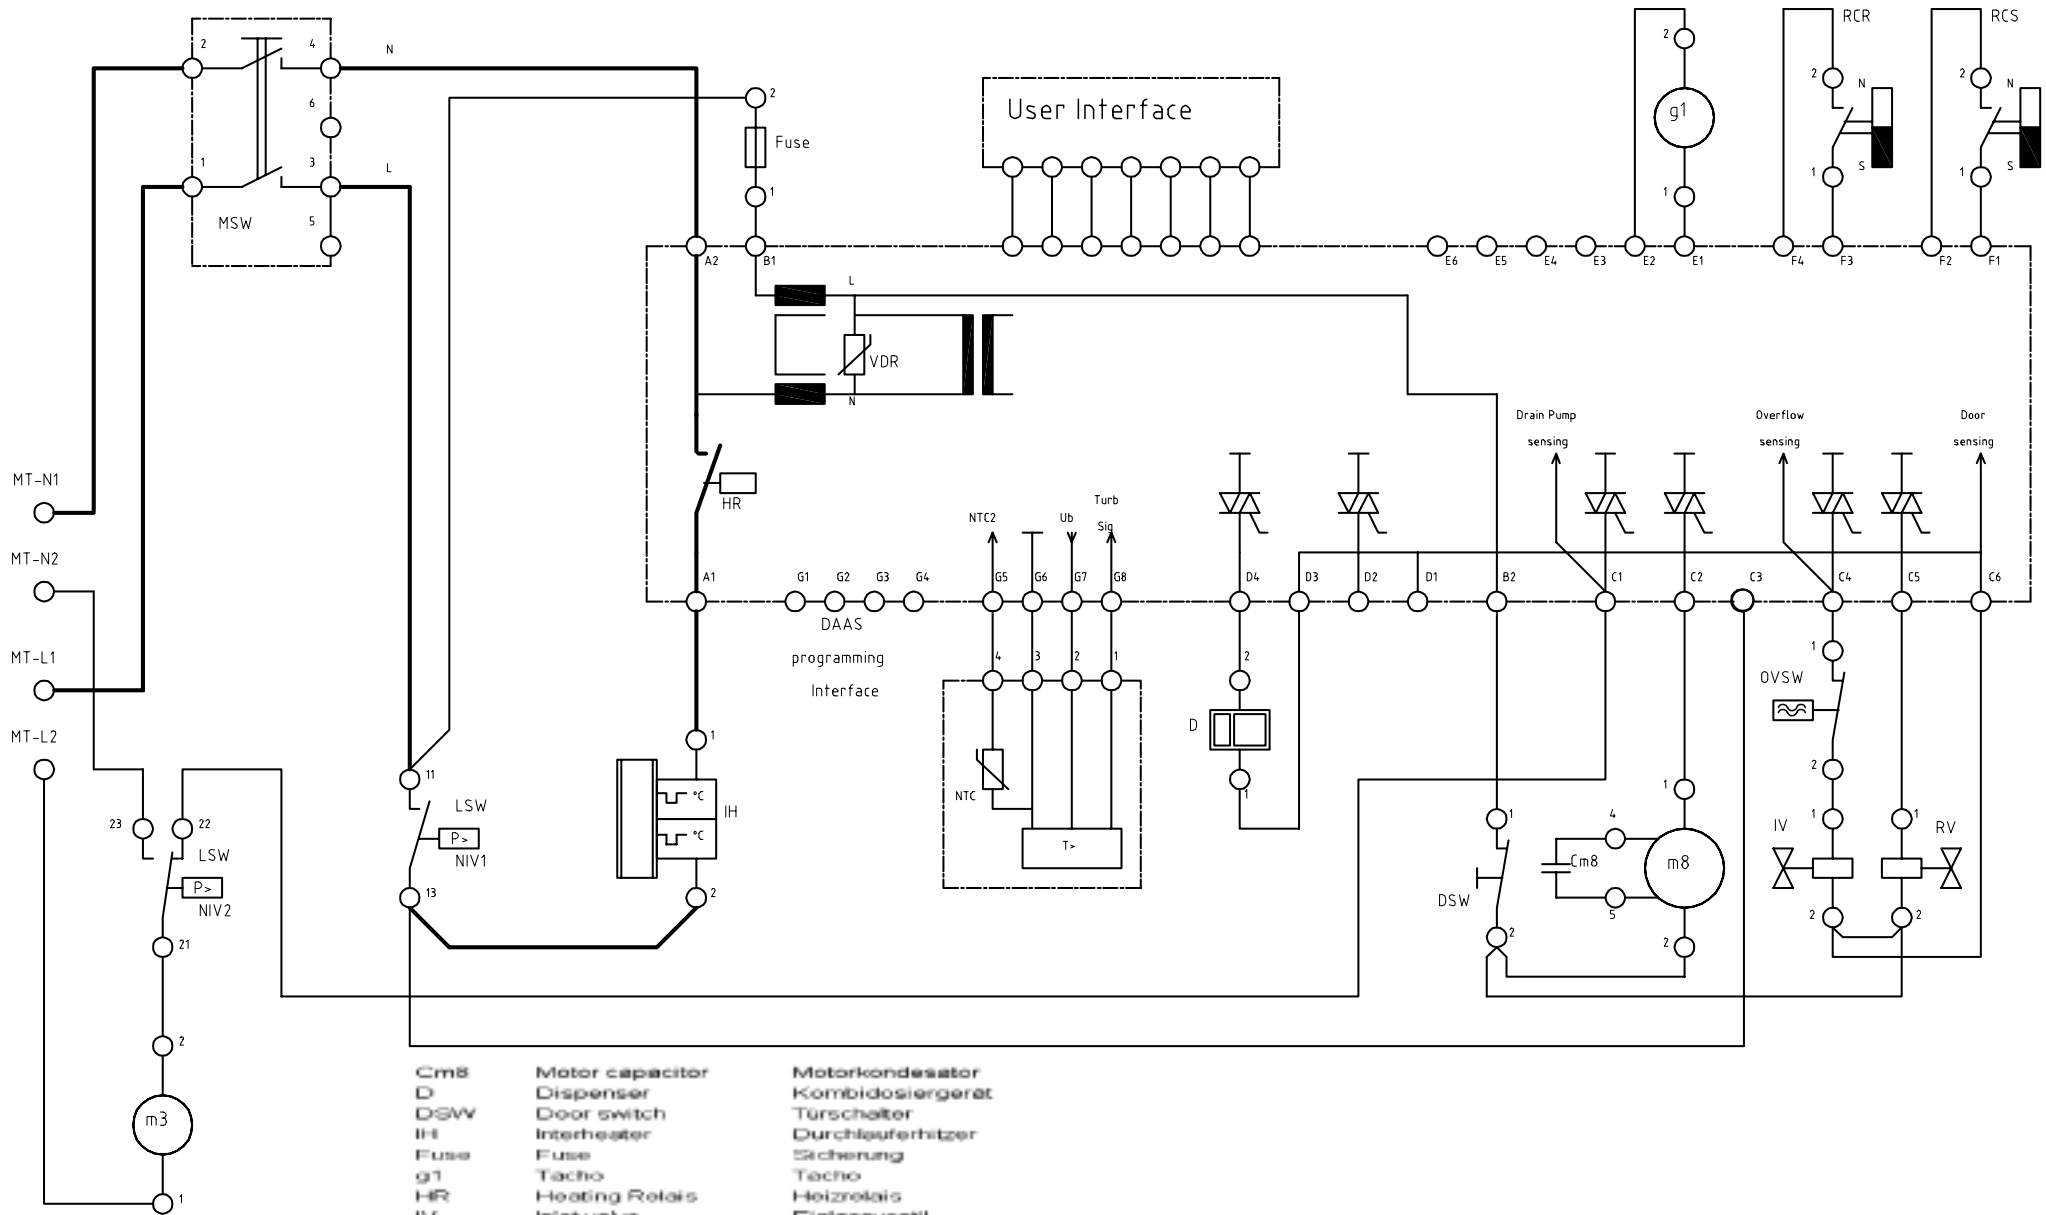 RCR
RCS
2
4
N
2
2
User Interface
g1
2
N
2
N
6
Fuse
1
3
L
1
1
1
S
1
S
MSW
5
A2
B1
E6
E5
E4
E3
E2
E1
F4
F3
F2
F1
L
VDR
N
Drain Pump
sensing
Overflow
sensing
Door
sensing
MT-N1
HR
NTC2
Ub
Turb
Sig
MT-N2
A1
G1
G2
G3
G4
G5
G6
G7
G8
D4
D3
D2
D1
B2
C1
C2
C3
C4
C5
C6
DAAS
programming
Interface
MT-L1
4
3
2
1
2
1
OVSW
D
MT-L2
1
11
2
LSW
°C
IH
NTC
1
1
23
22
LSW
P>
NIV1
°C
T>
1
4
IV
1
1
RV
P>
NIV2
Cm8
m8
13
2
DSW
5
2
2
21
2
2
2
m3
1
Cm8 Motor capacitor Motorkondesator
D Dispenser Kombidosiergerät
DSW Door switch Türschalter
IH Interheater Durchlauferhitzer
Fuse Fuse Sicherung
g1 Tacho Tacho
HR Heating Relais Heizrelais